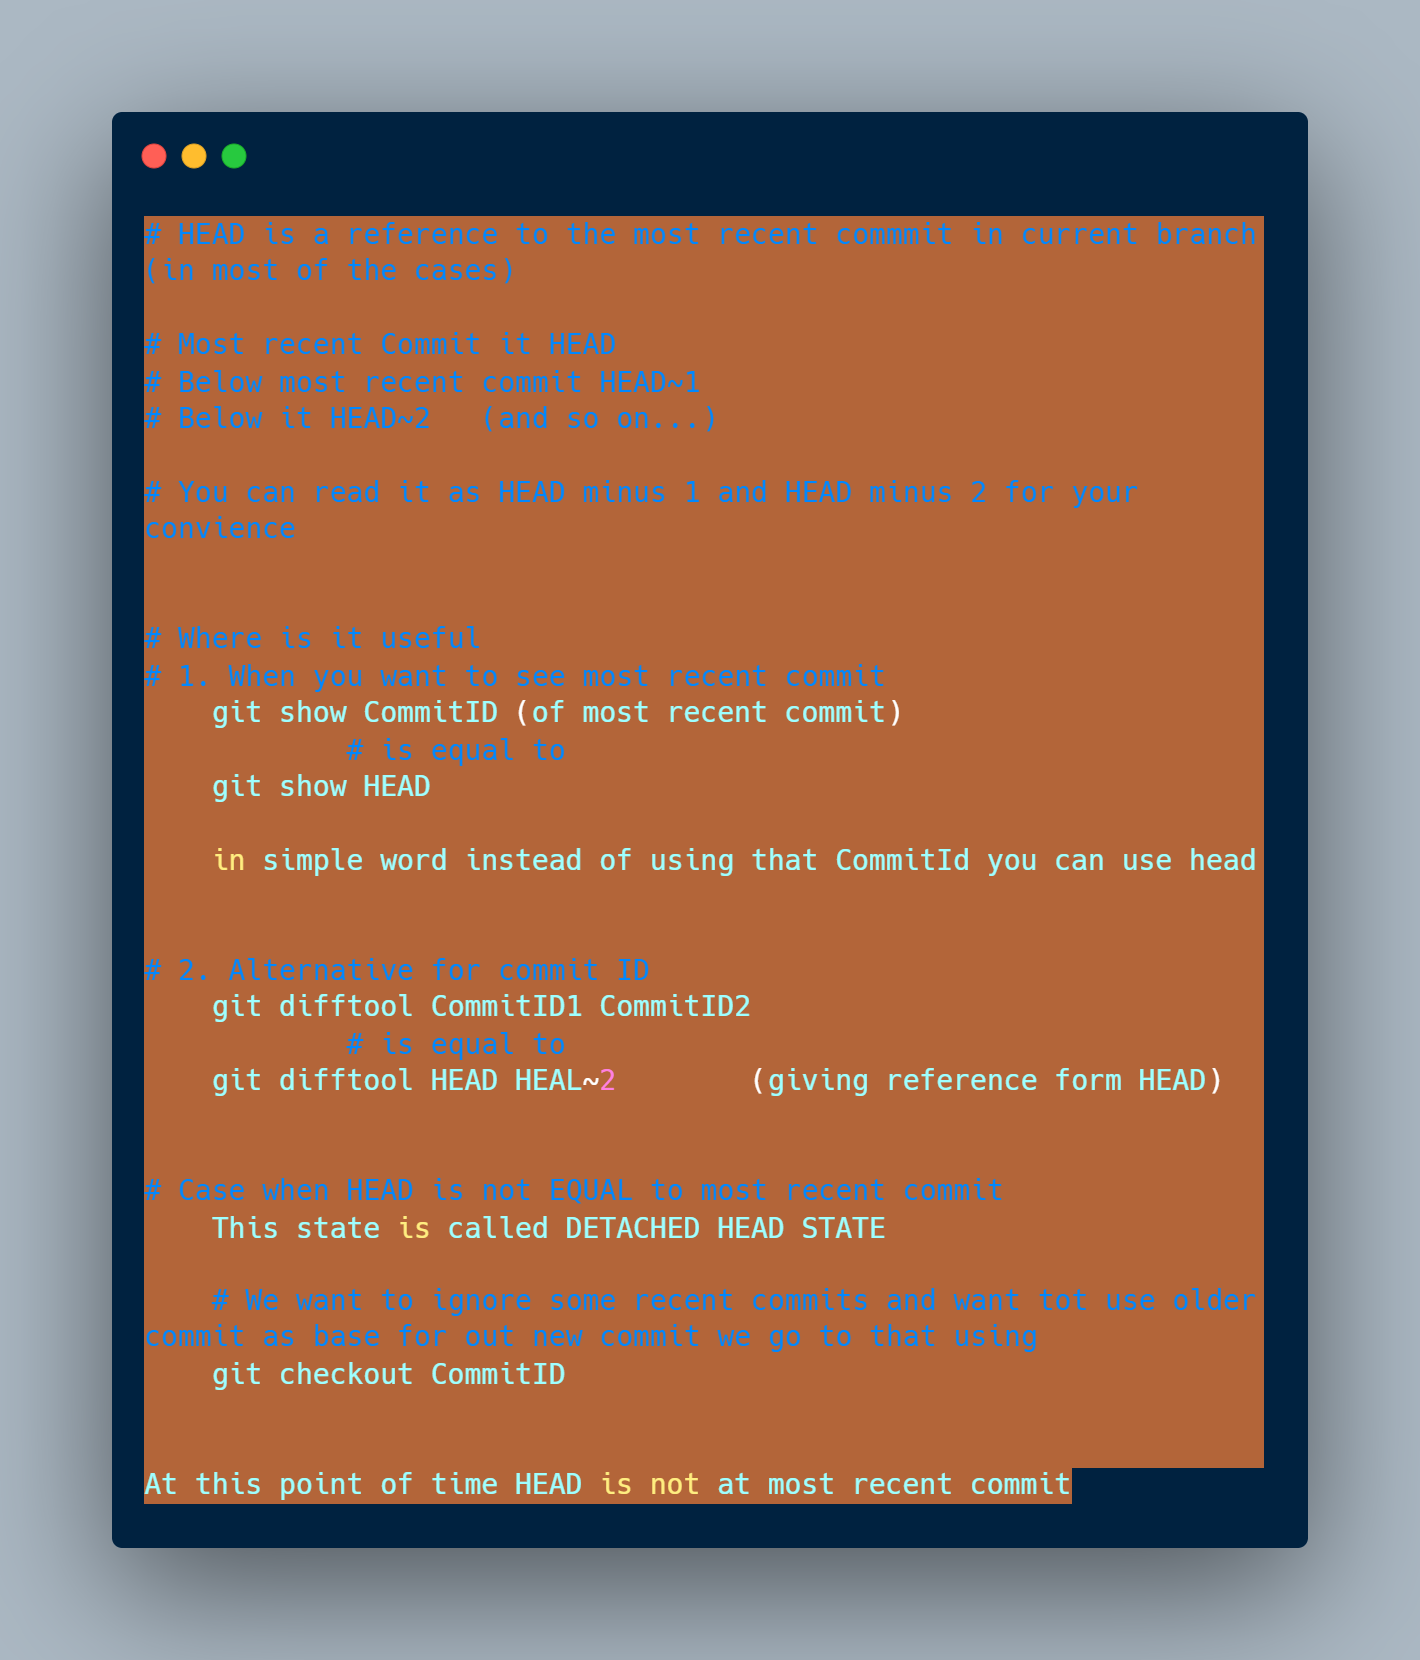 # HEAD is a reference to the most recent commmit in current branch
(in most of the cases)
# Most recent Commit it HEAD
# Below most recent commit HEAD~1
# Below it HEAD~2   (and so on...)
# You can read it as HEAD minus 1 and HEAD minus 2 for your
convience
# Where is it useful
# 1. When you want to see most recent commit
    git show CommitID (of most recent commit)
            # is equal to
    git show HEAD
    in simple word instead of using that CommitId you can use head
# 2. Alternative for commit ID
    git difftool CommitID1 CommitID2
            # is equal to
    git difftool HEAD HEAL~2        (giving reference form HEAD)
# Case when HEAD is not EQUAL to most recent commit
    This state is called DETACHED HEAD STATE
    # We want to ignore some recent commits and want tot use older
commit as base for out new commit we go to that using
    git checkout CommitID
At this point of time HEAD is not at most recent commit